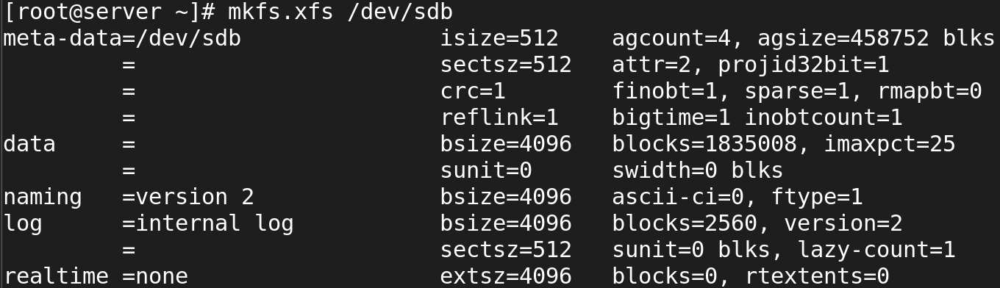 [root@server ~]# mkfs.xfs /dev/sdb
meta-data=/dev/sdb               isize=512    agcount=4, agsize=458752 blks
         =                       sectsz=512   attr=2, projid32bit=1
         =                       crc=1        finobt=1, sparse=1, rmapbt=0
         =                       reflink=1    bigtime=1 inobtcount=1
data     =                       bsize=4096   blocks=1835008, imaxpct=25
         =                       sunit=0      swidth=0 blks
naming   =version 2              bsize=4096   ascii-ci=0, ftype=1
log      =internal log           bsize=4096   blocks=2560, version=2
         =                       sectsz=512   sunit=0 blks, lazy-count=1
realtime =none                   extsz=4096   blocks=0, rtextents=0